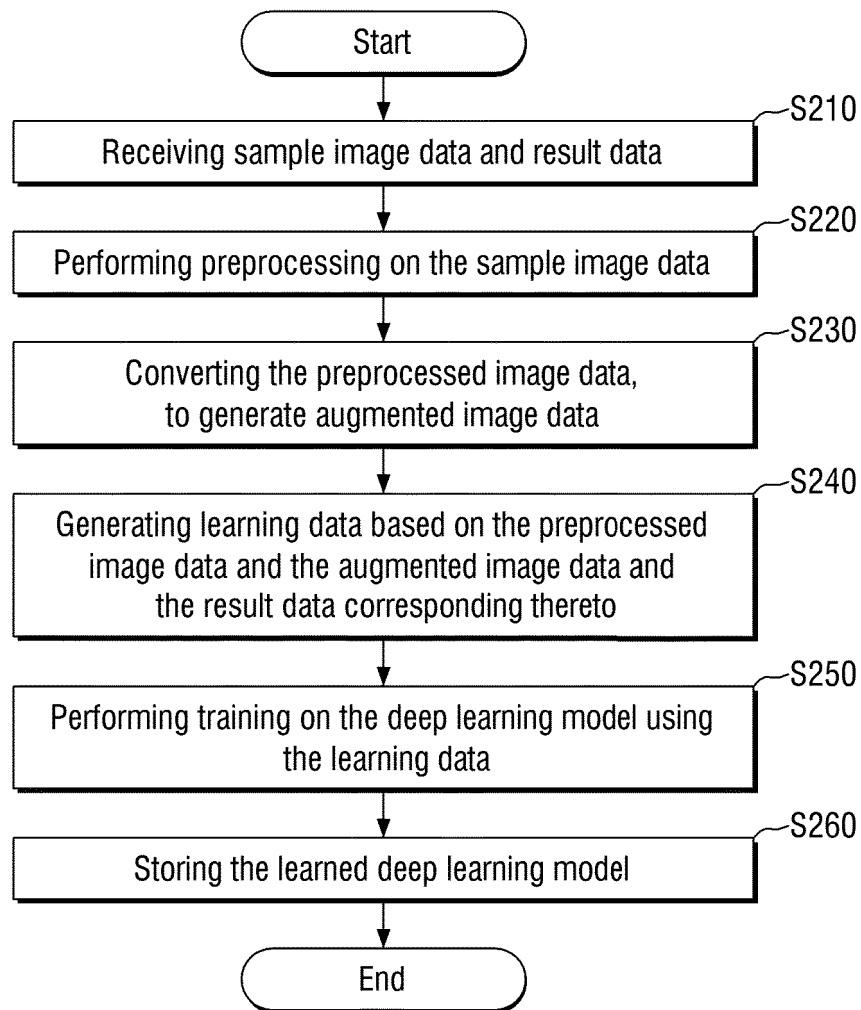 Start
S210
Receiving sample image data and result data
S220
Performing preprocessing on the sample image data
S230
Converting the preprocessed image data,
to generate augmented image data
S240
Generating learning data based on the preprocessed
image data and the augmented image data and
the result data corresponding thereto
S250
Performing training on the deep learning model using
the learning data
S260
Storing the learned deep learning model
End